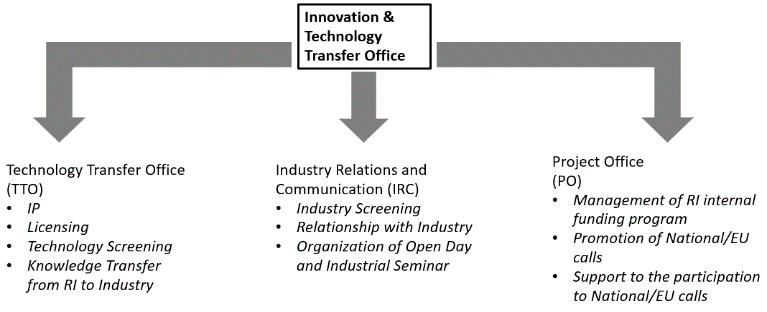 Innovation &
Technology
Transfer Office
Technology Transfer Office
(TTO)
• IP
• Licensing
• Technology Screening
• Knowledge Transfer
from RI to Industry
Industry Relations and
Communication (IRC)
• Industry Screening
• Relationship with Industry
• Organization of Open Day
and Industrial Seminar
Project Office
(PO)
• Management of RI internal
funding program
• Promotion of National/EU
calls
• Support to the participation
to National/EU calls